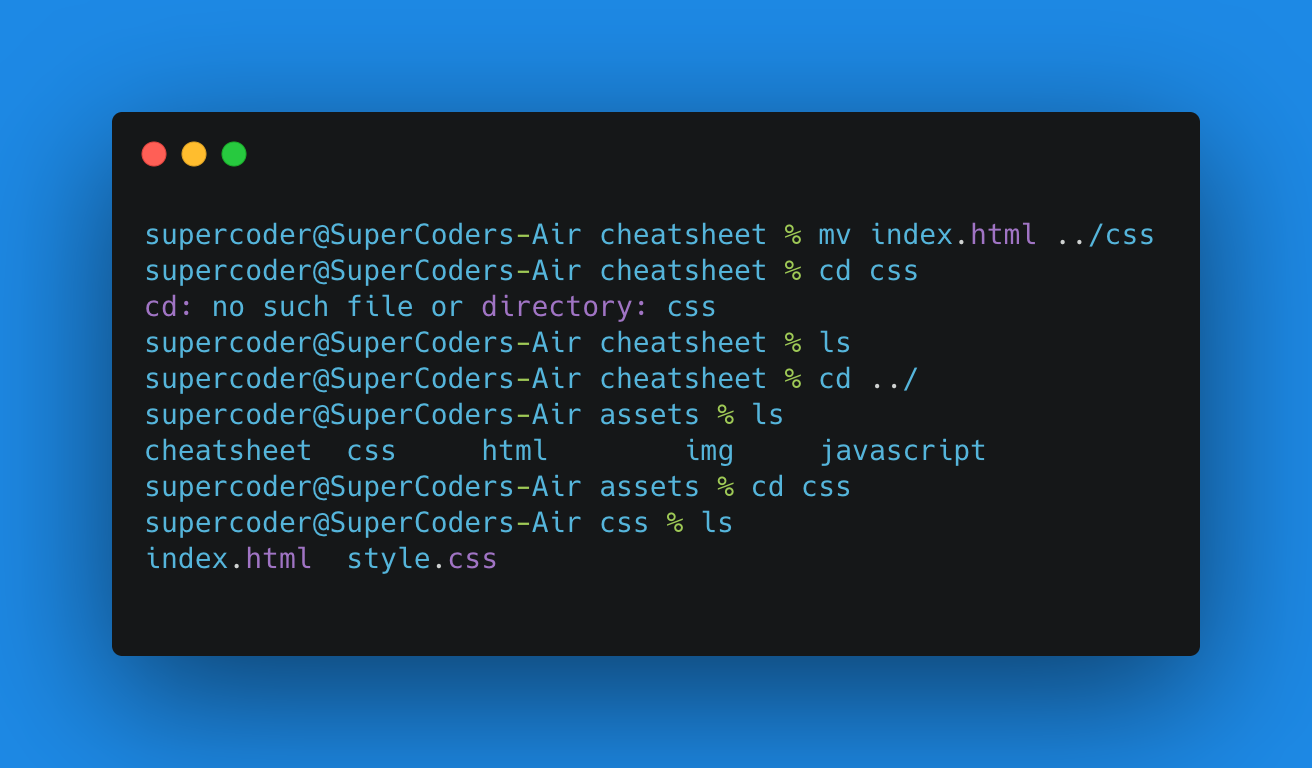 supercoder@SuperCoders-Air cheatsheet % mv index.html ../css
supercoder@SuperCoders-Air cheatsheet % cd css
cd: no such file or directory: css
supercoder@SuperCoders-Air cheatsheet % ls
supercoder@SuperCoders-Air cheatsheet % cd ../
supercoder@SuperCoders-Air assets % ls
cheatsheet  css     html        img     javascript
supercoder@SuperCoders-Air assets % cd css
supercoder@SuperCoders-Air css % ls
index.html  style.css